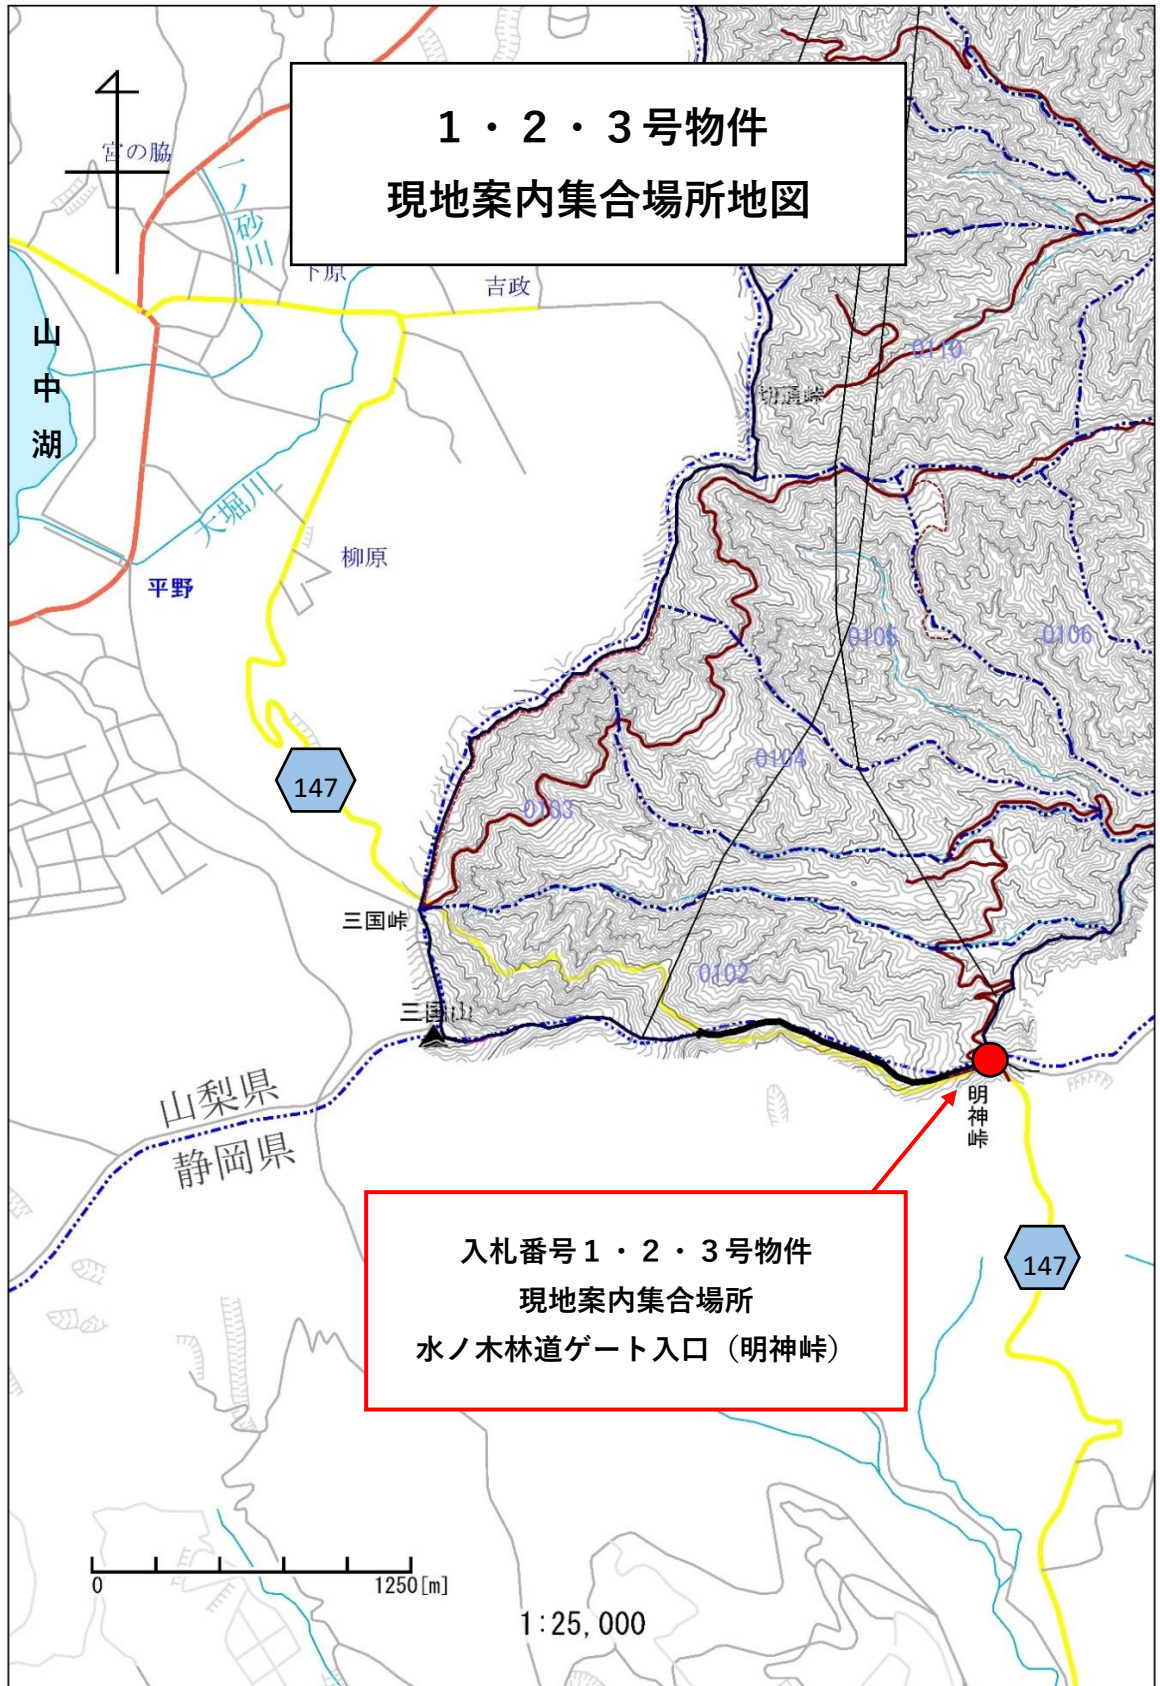 1・2・3号物件
現地案内集合場所地図
宮の脇
一ノ砂川
下原
吉政
山中湖
0110
切通峠
大堀川
柳原
平野
0105
0106
0104
147
0103
三国峠
0102
三国山
山梨県
静岡県
明神峠
入札番号1・2・3号物件
現地案内集合場所
水ノ木林道ゲート入口（明神峠）
147
0
1250[m]
1:25,000